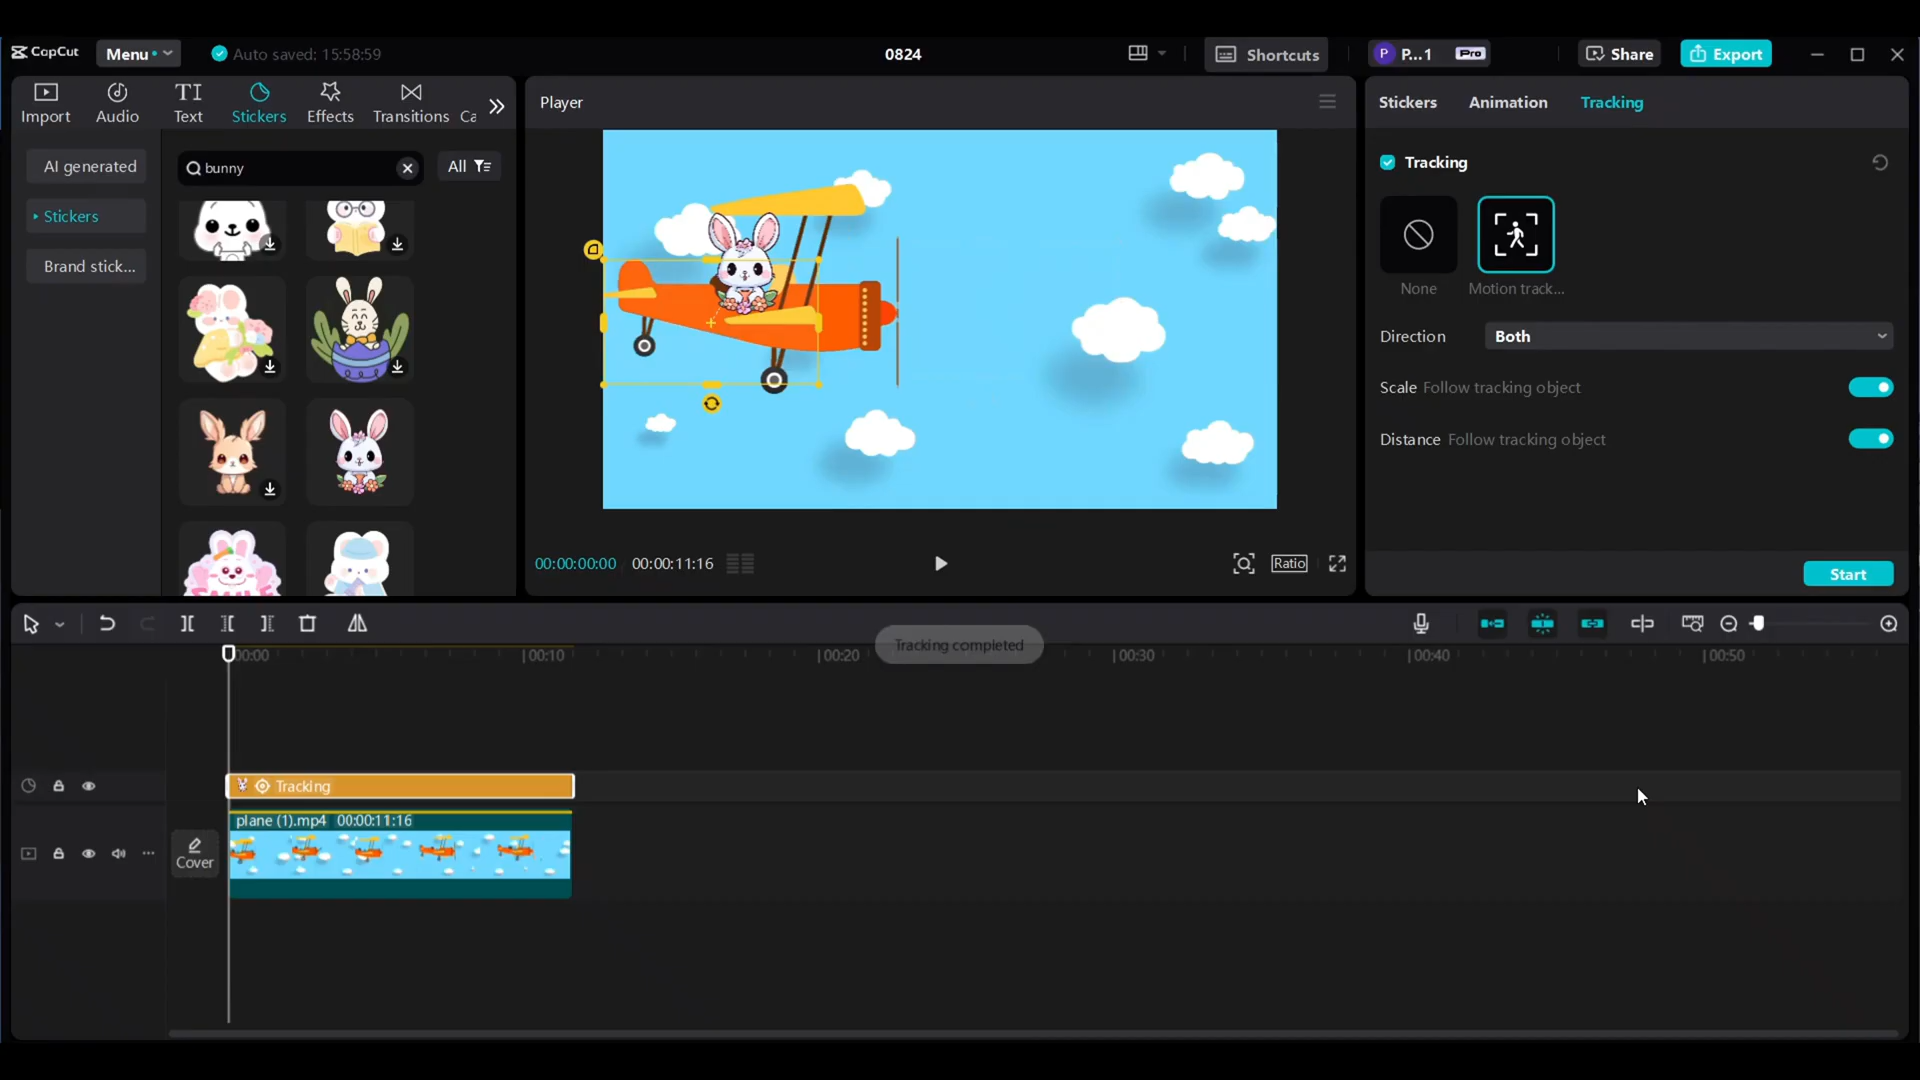 CapCut
Menu
Auto saved: 15:58:59
0824
Shortcuts
P P...1 Pro
Share
Export
Import
Audio
TI
Text
Stickers
Effects
Transitions
Ca
AI generated
Stickers
Brand stick...
bunny
All
Player
00:00:00:00
00:00:11:16
Ratio
Stickers
Animation
Tracking
Tracking
None
Motion track...
Direction
Both
Scale Follow tracking object
Distance Follow tracking object
Start
Tracking completed
00:00
00:10
00:20
00:30
00:40
00:50
Tracking
Cover
plane (1).mp4 00:00:11:16